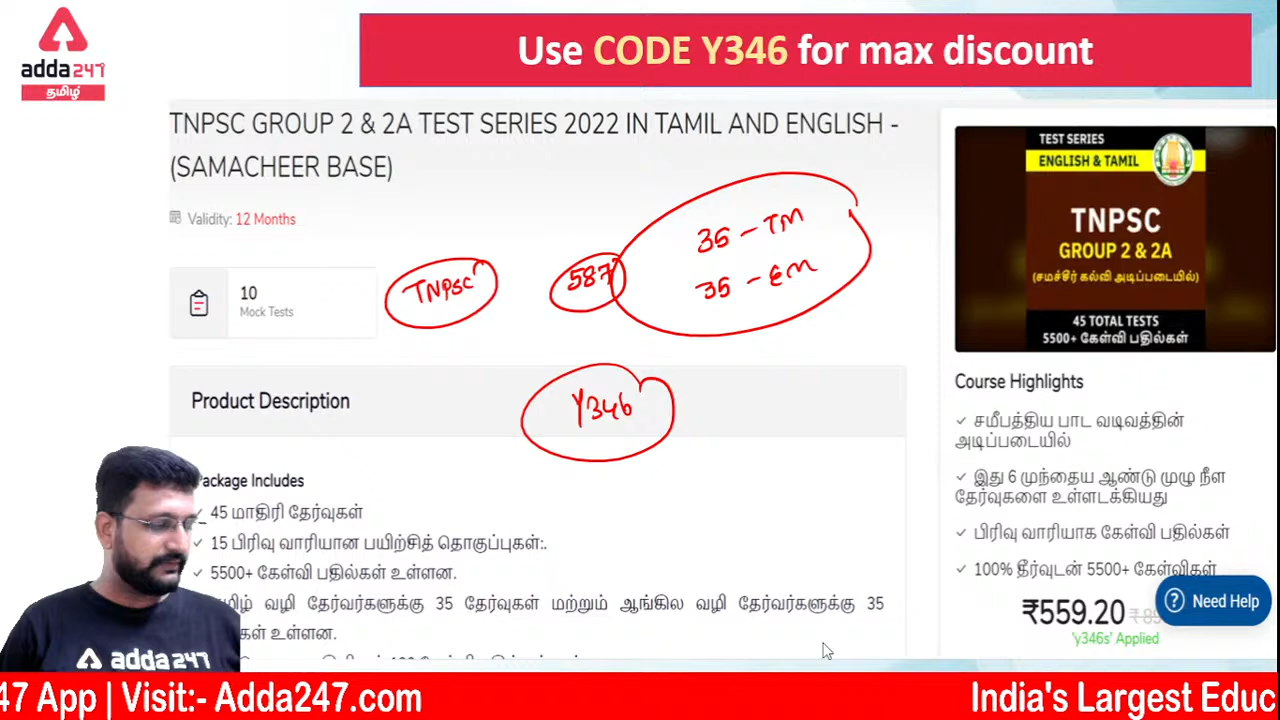 adda247
தமிழ்
Use CODE Y346 for max discount
TNPSC GROUP 2 & 2A TEST SERIES 2022 IN TAMIL AND ENGLISH -
(SAMACHEER BASE)
Validity: 12 Months
10
Mock Tests
TNPSC
587
35 - TM
35 - EM
Y346
Product Description
Package Includes
45 மாதிரி தேர்வுகள்
15 பிரிவு வாரியான பயிற்சித் தொகுப்புகள்:.
5500+ கேள்வி பதில்கள் உள்ளன.
வழி தேர்வர்களுக்கு 35 தேர்வுகள் மற்றும் ஆங்கில வழி தேர்வர்களுக்கு 35
உள்ளன.
TEST SERIES
ENGLISH & TAMIL
TNPSC
GROUP 2 & 2A
(சமச்சீர் கல்வி அடிப்படையில்)
45 TOTAL TESTS
5500+ கேள்வி பதில்கள்
Course Highlights
சமீபத்திய பாட வடிவத்தின்
அடிப்படையில்
இது 6 முந்தைய ஆண்டு முழு நீள
தேர்வுகளை உள்ளடக்கியது
பிரிவு வாரியாக கேள்வி பதில்கள்
100% தீர்வுடன் 5500+ கேள்விகள்
₹559.20
'y346s' Applied
Need Help
adda247
47 App | Visit:- Adda247.com
India's Largest Educ